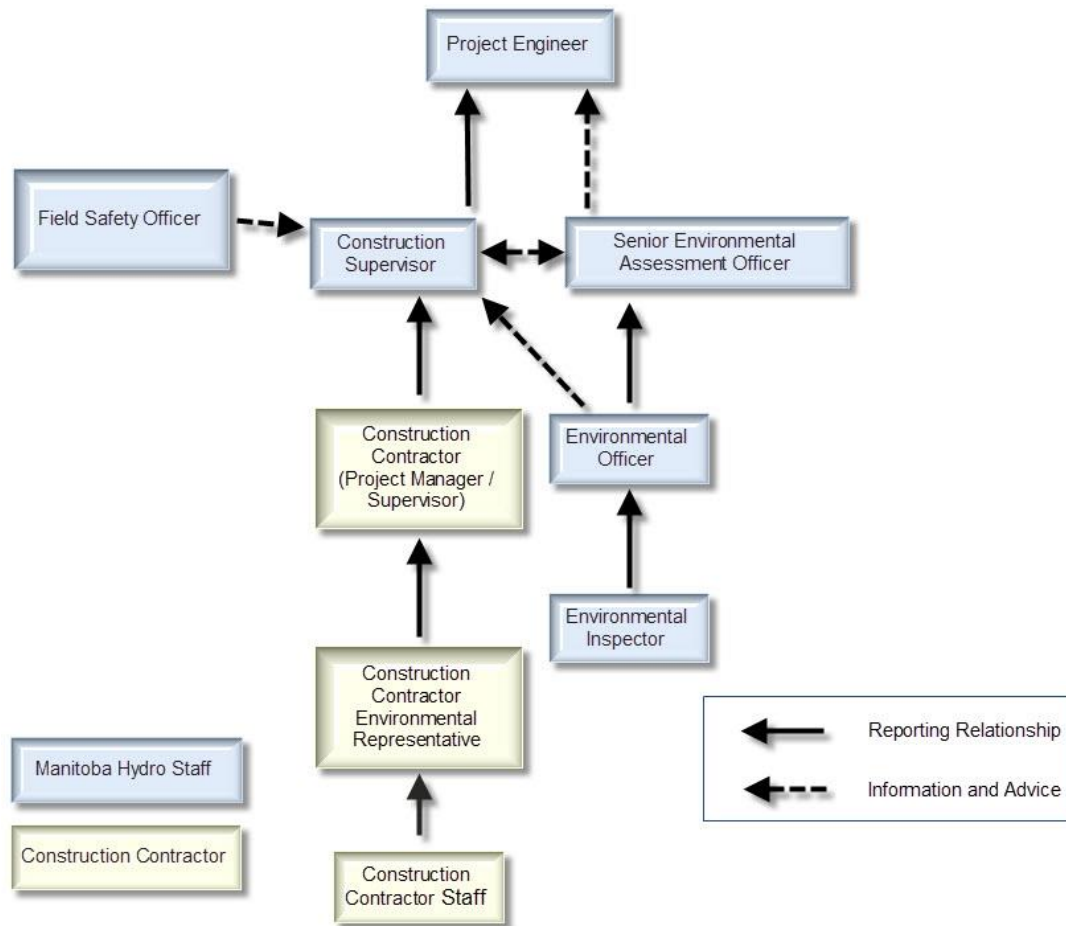 Project Engineer
Field Safety Officer
Construction
Supervisor
Senior Environmental
Assessment Officer
Construction
Contractor
(Project Manager /
Supervisor)
Environmental
Officer
Environmental
Inspector
Construction
Contractor
Environmental
Representative
Construction
Contractor Staff
Manitoba Hydro Staff
Construction Contractor
Reporting Relationship
Information and Advice